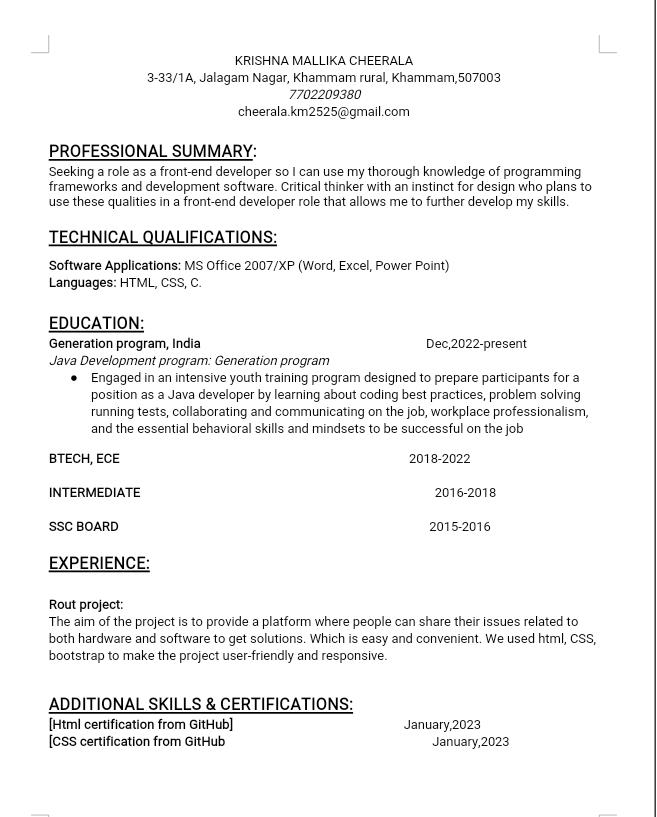 KRISHNA MALLIKA CHEERALA
3-33/1A, Jalagam Nagar, Khammam rural, Khammam,507003
7702209380
cheerala.km2525@gmail.com
PROFESSIONAL SUMMARY:
Seeking a role as a front-end developer so I can use my thorough knowledge of programming
frameworks and development software. Critical thinker with an instinct for design who plans to
use these qualities in a front-end developer role that allows me to further develop my skills.
TECHNICAL QUALIFICATIONS:
Software Applications: MS Office 2007/XP (Word, Excel, Power Point)
Languages: HTML, CSS, C.
EDUCATION:
Generation program, India Dec,2022-present
Java Development program: Generation program
● Engaged in an intensive youth training program designed to prepare participants for a
position as a Java developer by learning about coding best practices, problem solving
running tests, collaborating and communicating on the job, workplace professionalism,
and the essential behavioral skills and mindsets to be successful on the job
BTECH, ECE 2018-2022
INTERMEDIATE 2016-2018
SSC BOARD 2015-2016
EXPERIENCE:
Rout project:
The aim of the project is to provide a platform where people can share their issues related to
both hardware and software to get solutions. Which is easy and convenient. We used html, CSS,
bootstrap to make the project user-friendly and responsive.
ADDITIONAL SKILLS & CERTIFICATIONS:
[Html certification from GitHub] January,2023
[CSS certification from GitHub January,2023